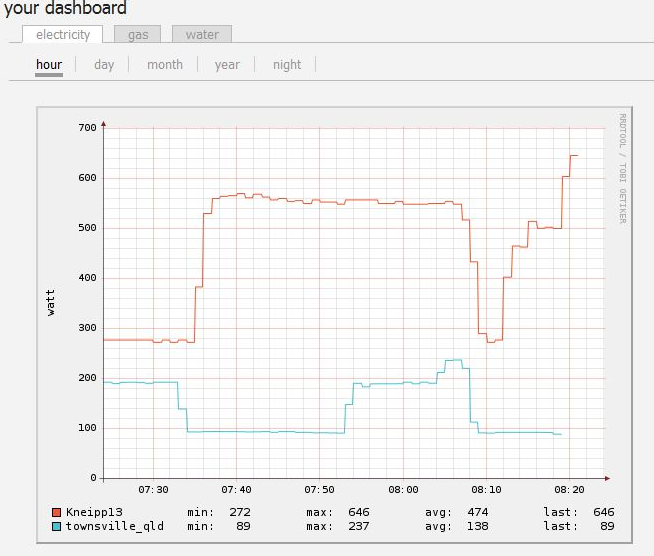 your dashboard
electricity gas water
hour day month year night
RRDTOOL / TOBI OETIKER
700
600
500
400
300
200
100
0
watt
07:30 07:40 07:50 08:00 08:10 08:20
Kneipp13 min: 272 max: 646 avg: 474 last: 646
townsville_qld min: 89 max: 237 avg: 138 last: 89